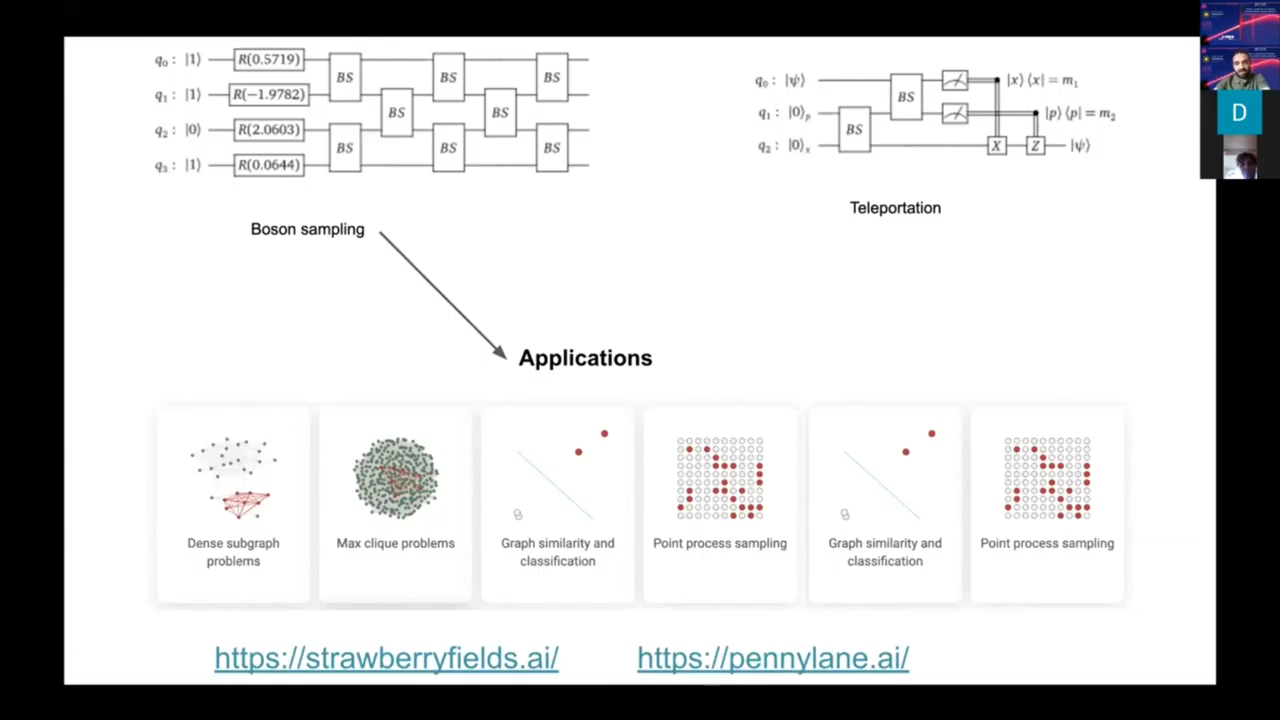 q₀ : |1⟩ R(0.5719) BS BS BS
q₁ : |1⟩ R(−1.9782) BS BS
q₂ : |0⟩ R(2.0603) BS BS BS
q₃ : |1⟩ R(0.0644)
q₀ : |ψ⟩ BS |x⟩ ⟨x| = m₁
q₁ : |0⟩ₚ BS |p⟩ ⟨p| = m₂
q₂ : |0⟩ₓ X Z |ψ⟩
D
Boson sampling
Teleportation
Applications
Dense subgraph
problems
Max clique problems
Graph similarity and
classification
Point process sampling
Graph similarity and
classification
Point process sampling
https://strawberryfields.ai/
https://pennylane.ai/